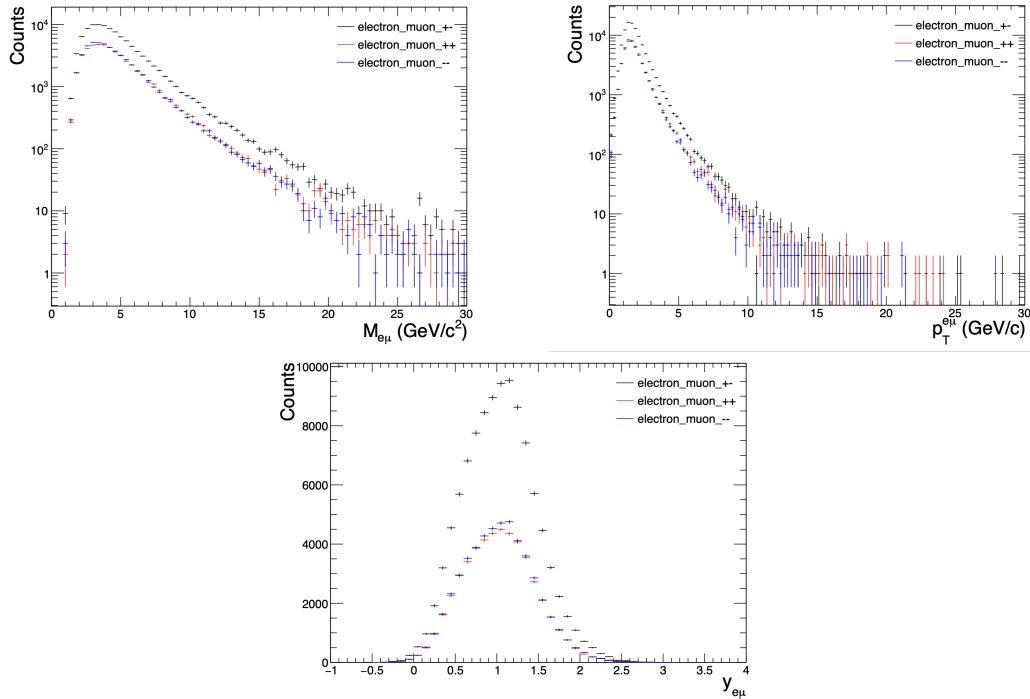 Counts
10⁴
10³
10²
10
1
electron_muon_+-
electron_muon_++
electron_muon_--
0 5 10 15 20 25 30
M_eμ (GeV/c²)
Counts
10⁴
10³
10²
10
1
electron_muon_+-
electron_muon_++
electron_muon_--
0 5 10 15 20 25 30
p_T^eμ (GeV/c)
Counts
10000
8000
6000
4000
2000
0
electron_muon_+-
electron_muon_++
electron_muon_--
-1 -0.5 0 0.5 1 1.5 2 2.5 3 3.5 4
y_eμ